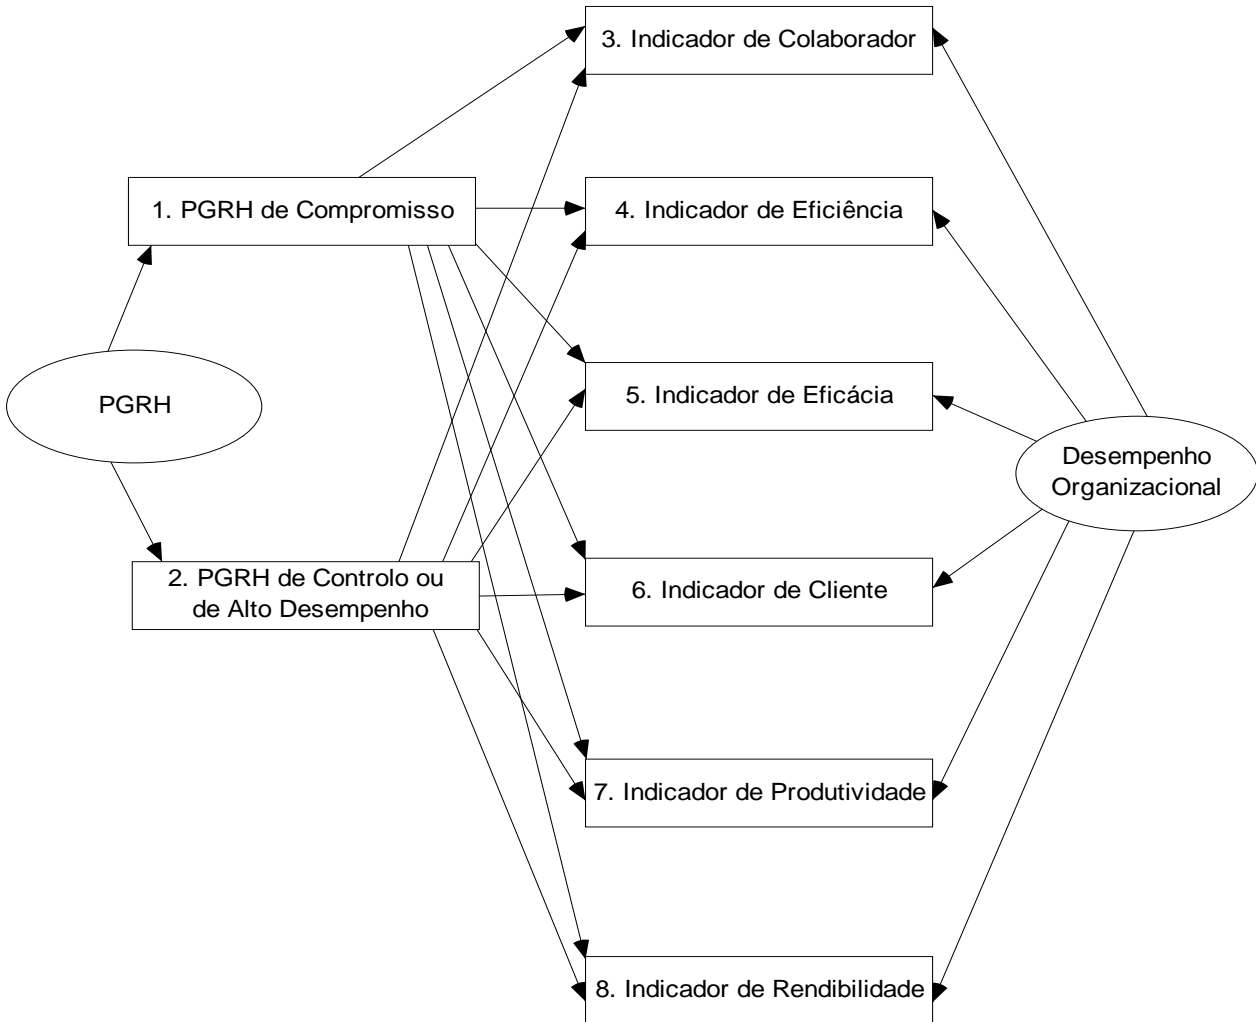 3. Indicador de Colaborador
1. PGRH de Compromisso
4. Indicador de Eficiência
PGRH
5. Indicador de Eficácia
Desempenho
Organizacional
2. PGRH de Controlo ou
de Alto Desempenho
6. Indicador de Cliente
7. Indicador de Produtividade
8. Indicador de Rendibilidade